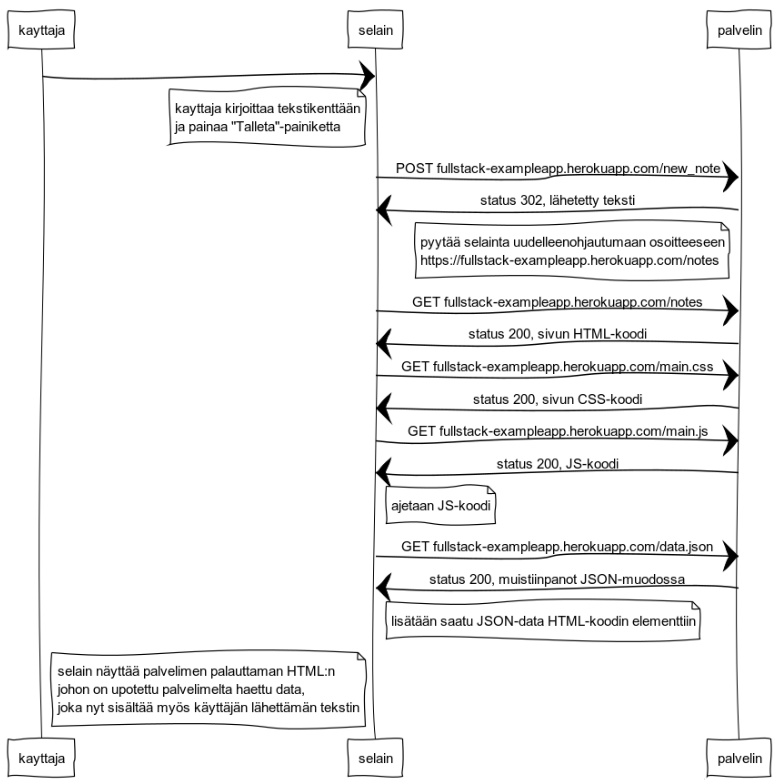 kayttaja
selain
palvelin
kayttaja kirjoittaa tekstikenttään
ja painaa "Talleta"-painiketta
POST fullstack-exampleapp.herokuapp.com/new_note
status 302, lähetetty teksti
pyytää selainta uudelleenohjautumaan osoitteeseen
https://fullstack-exampleapp.herokuapp.com/notes
GET fullstack-exampleapp.herokuapp.com/notes
status 200, sivun HTML-koodi
GET fullstack-exampleapp.herokuapp.com/main.css
status 200, sivun CSS-koodi
GET fullstack-exampleapp.herokuapp.com/main.js
status 200, JS-koodi
ajetaan JS-koodi
GET fullstack-exampleapp.herokuapp.com/data.json
status 200, muistiinpanot JSON-muodossa
lisätään saatu JSON-data HTML-koodin elementtiin
selain näyttää palvelimen palauttaman HTML:n
johon on upotettu palvelimelta haettu data,
joka nyt sisältää myös käyttäjän lähettämän tekstin
kayttaja
selain
palvelin